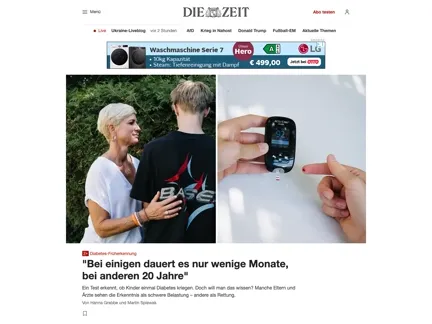 Menü
DIE ZEIT
Abo testen
Live Ukraine-Liveblog vor 2 Stunden AfD Krieg in Nahost Donald Trump Fußball-EM Aktuelle Themen
Waschmaschine Serie 7
+ 10kg Kapazität
+ Steam: Tiefenreinigung mit Dampf
Hero
€ 499,00
A
LG
Jetzt bei
BASE
Z+ Diabetes-Früherkennung
"Bei einigen dauert es nur wenige Monate,
bei anderen 20 Jahre"
Ein Test erkennt, ob Kinder einmal Diabetes kriegen. Doch will man das wissen? Manche Eltern und
Ärzte sehen die Erkenntnis als schwere Belastung – andere als Rettung.
Von Hanna Grabbe und Martin Spiewak